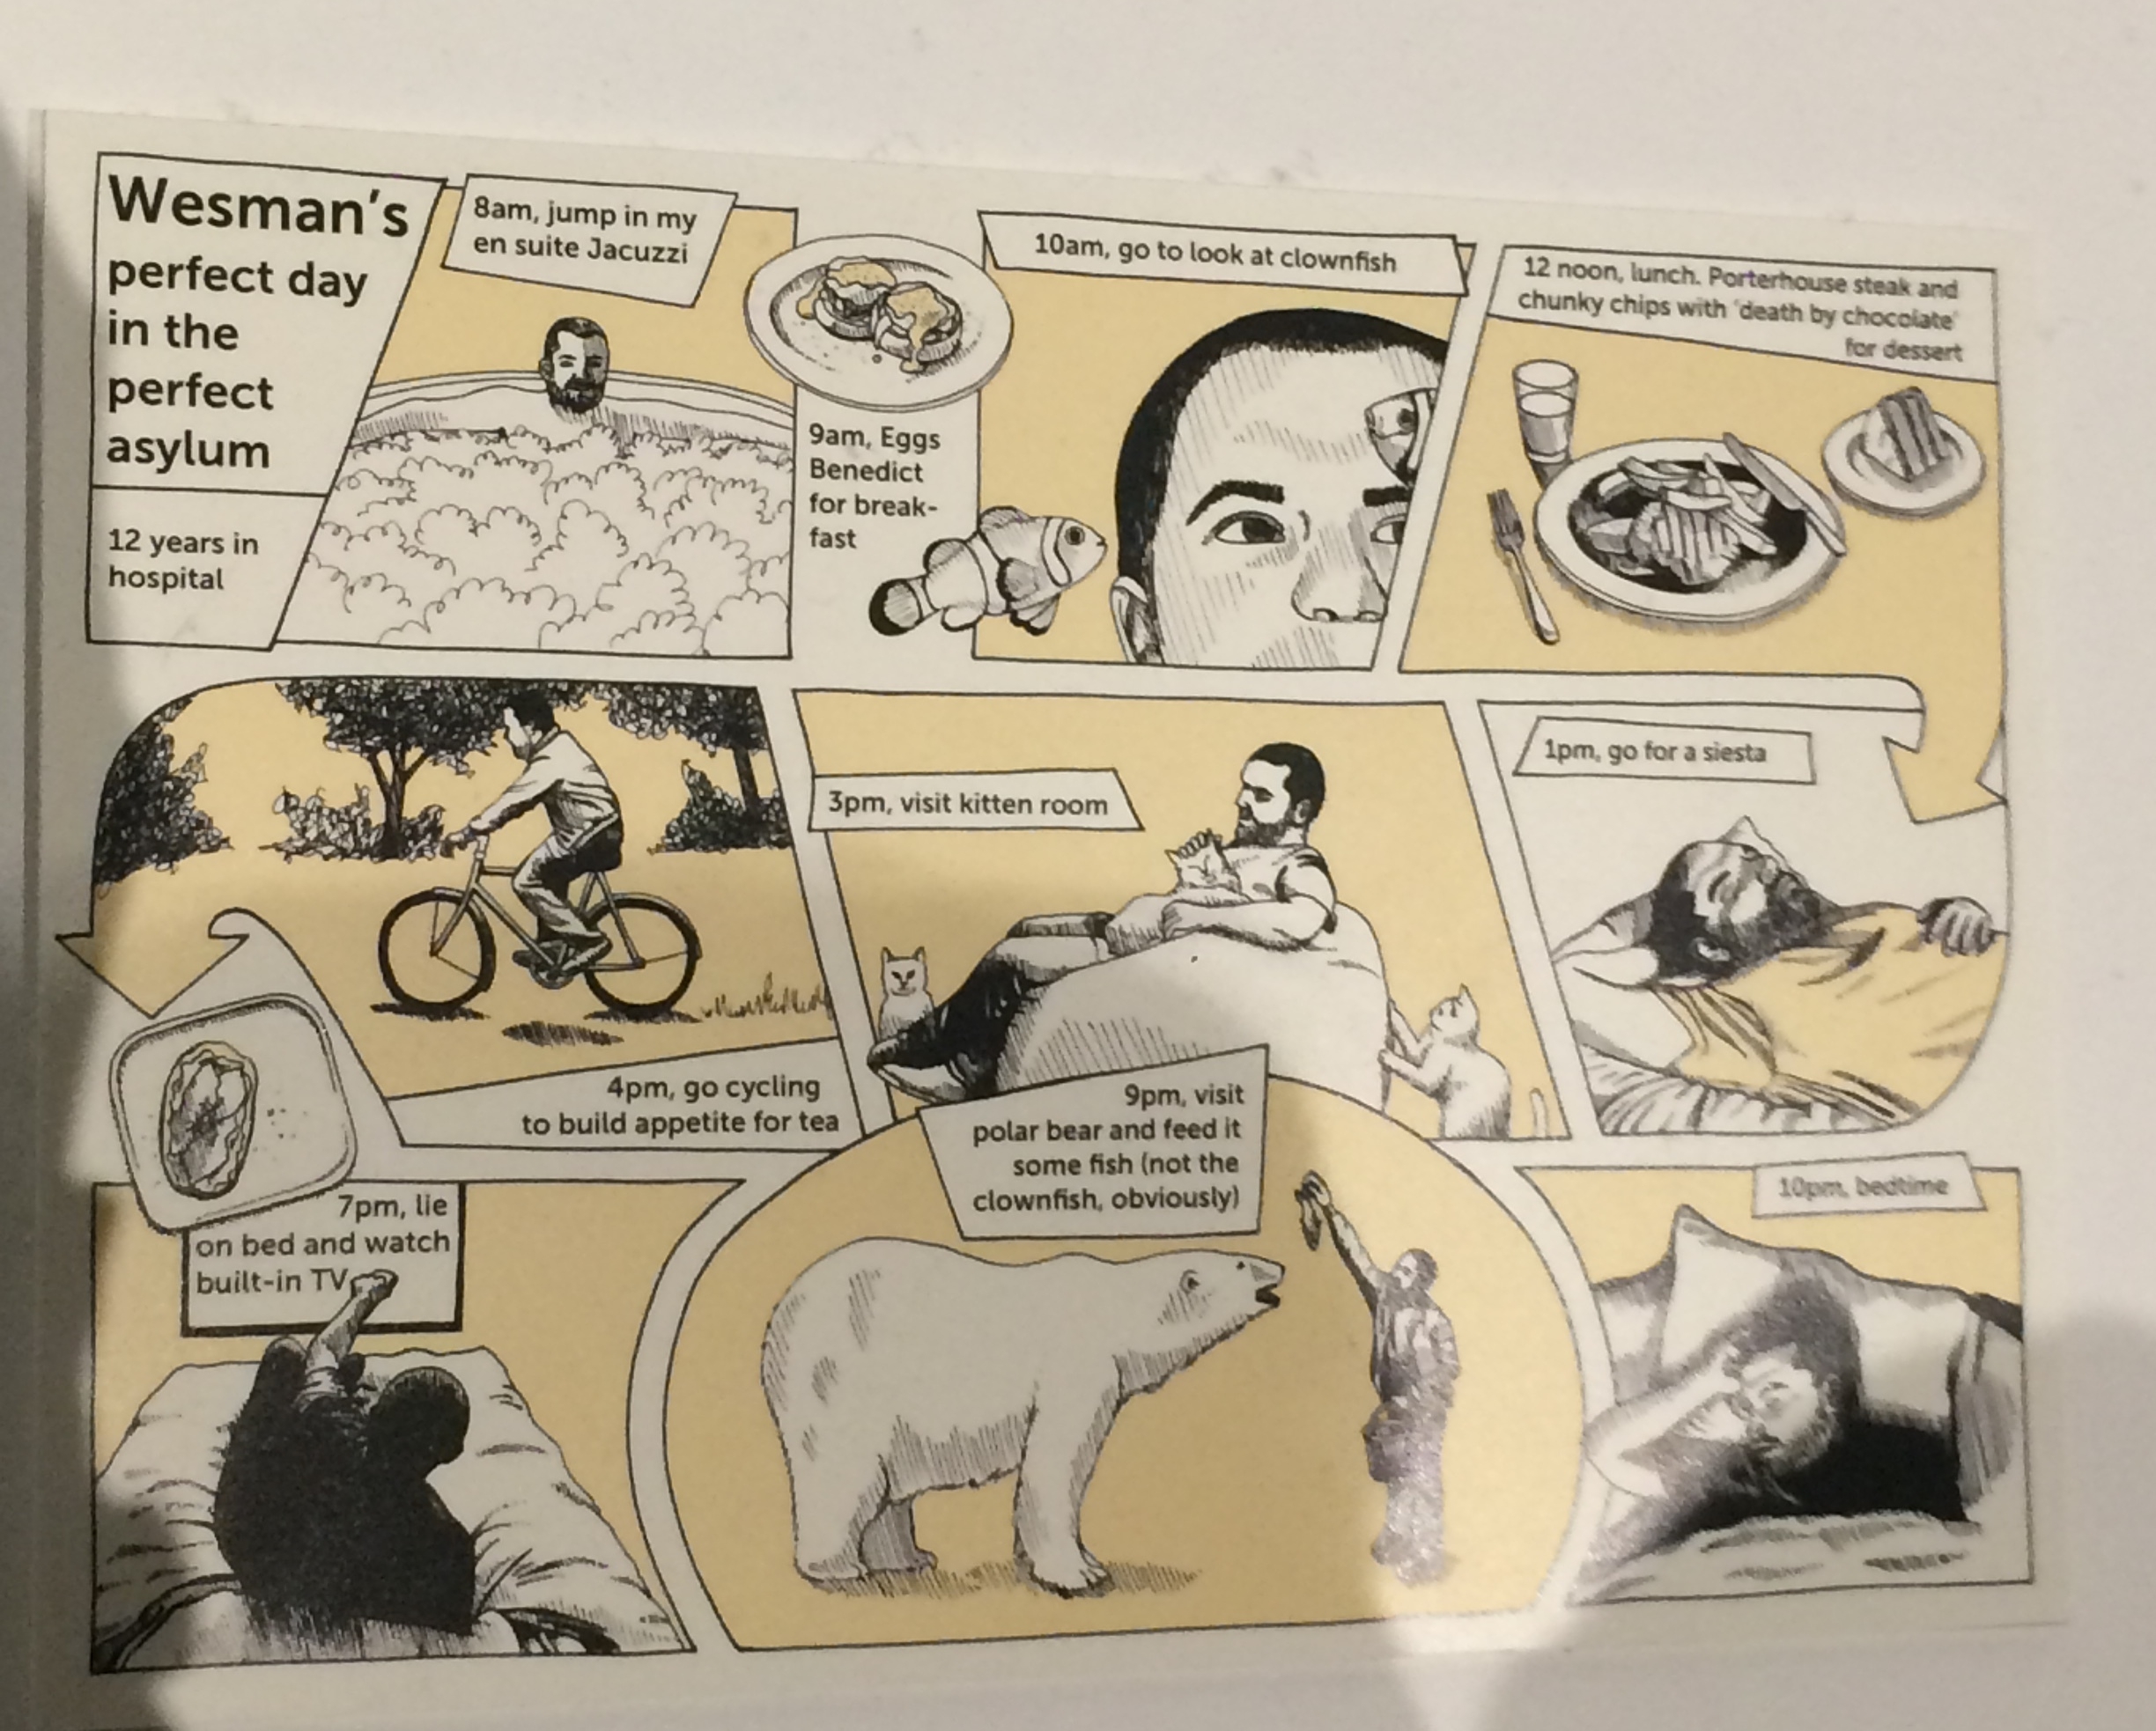 Wesman's
perfect day
in the
perfect
asylum
12 years in
hospital
8am, jump in my
en suite Jacuzzi
9am, Eggs
Benedict
for break-
fast
10am, go to look at clownfish
12 noon, lunch. Porterhouse steak and
chunky chips with 'death by chocolate'
for dessert
1pm, go for a siesta
3pm, visit kitten room
4pm, go cycling
to build appetite for tea
7pm, lie
on bed and watch
built-in TV
9pm, visit
polar bear and feed it
some fish (not the
clownfish, obviously)
10pm, bedtime